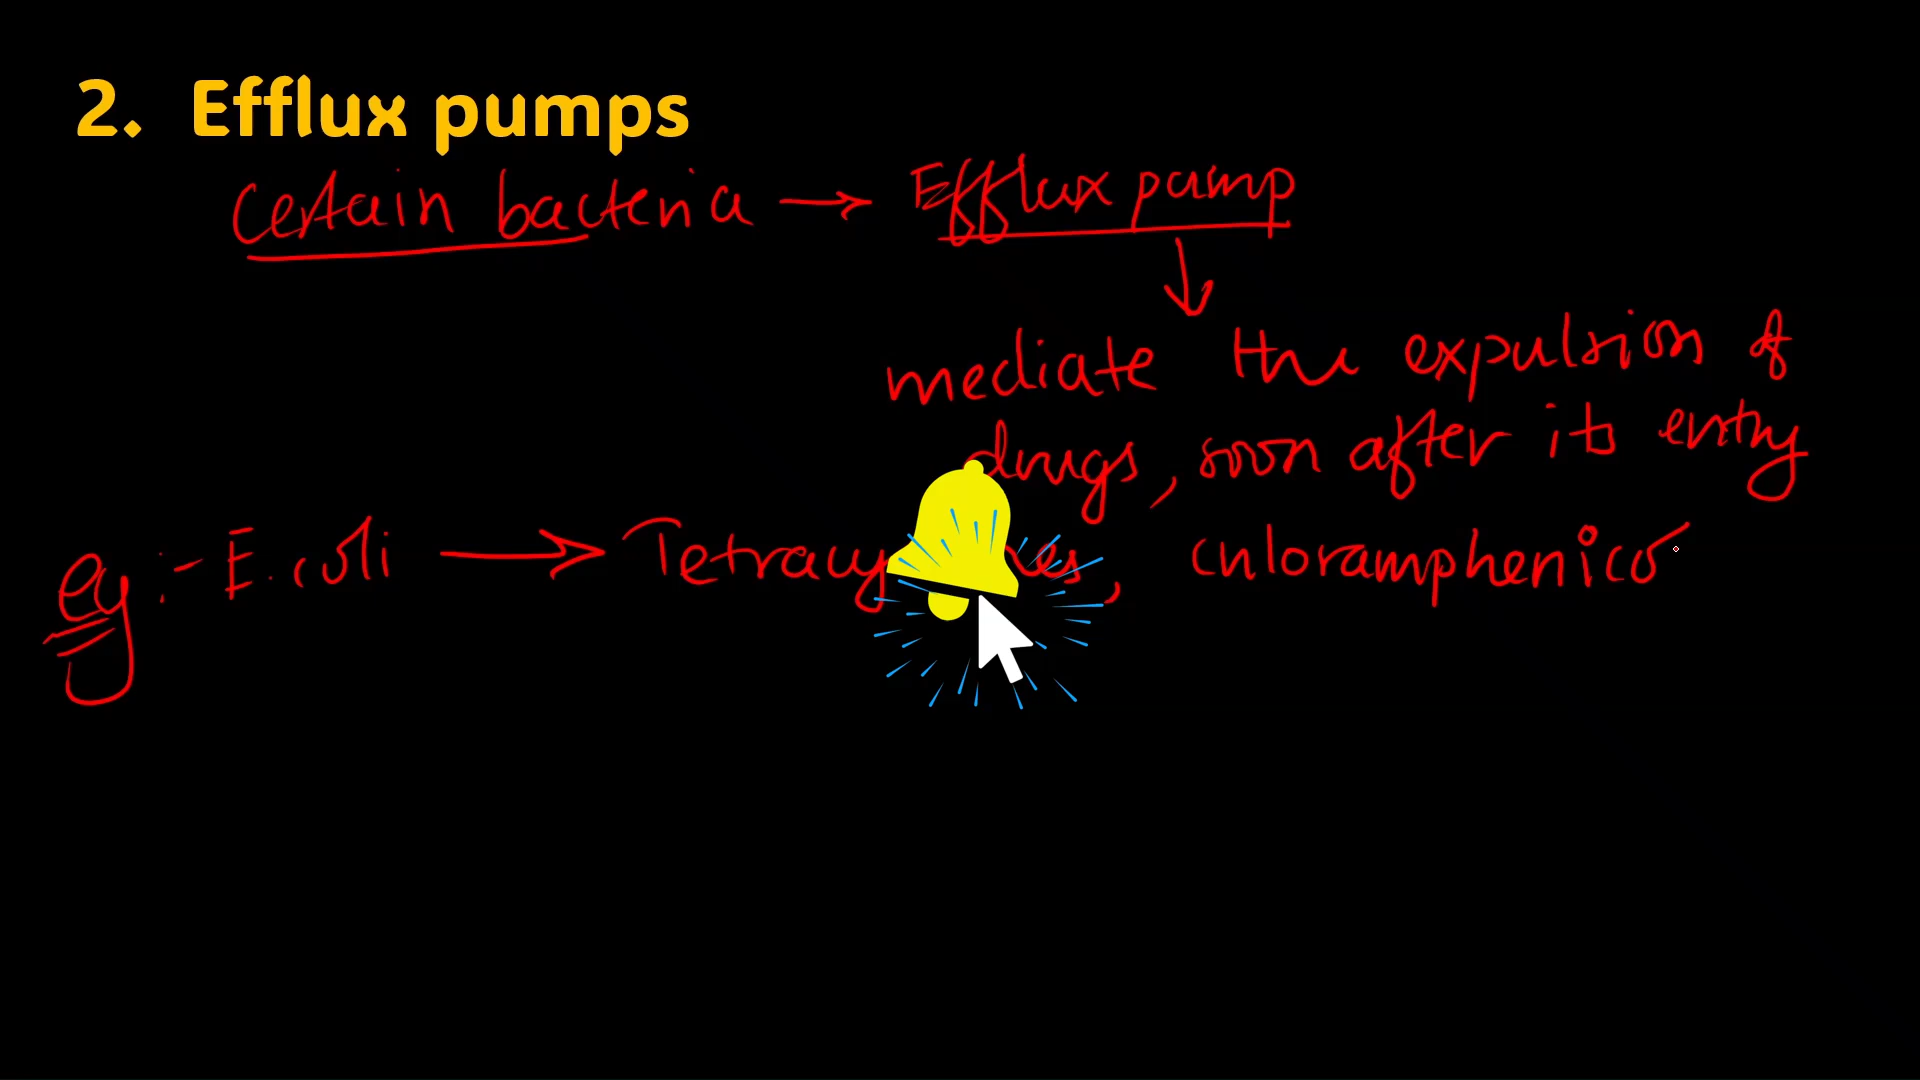 2. Efflux pumps
Certain bacteria → Efflux pump
↓
mediate the expulsion of
drugs, soon after its entry
eg:- E. coli → , chloramphenico